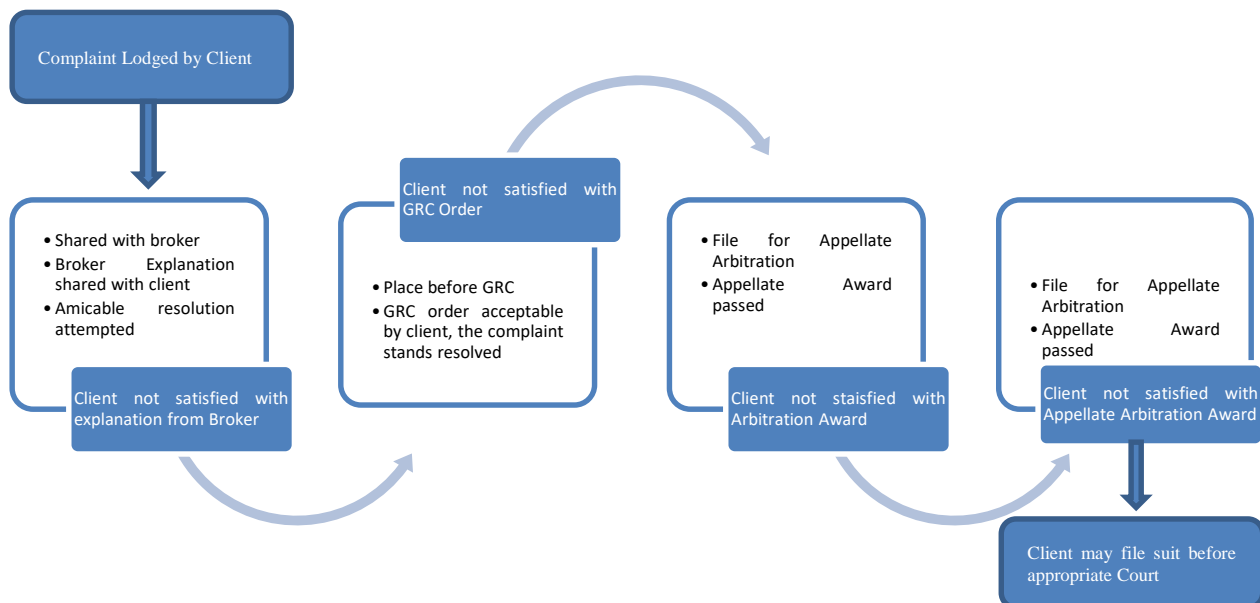 Complaint Lodged by Client
• Shared with broker
• Broker Explanation
shared with client
• Amicable resolution
attempted
Client not satisfied with
explanation from Broker
Client not satisfied with
GRC Order
• Place before GRC
• GRC order acceptable
by client, the complaint
stands resolved
• File for Appellate
Arbitration
• Appellate Award
passed
Client not staisfied with
Arbitration Award
• File for Appellate
Arbitration
• Appellate Award
passed
Client not satisfied with
Appellate Arbitration Award
Client may file suit before
appropriate Court